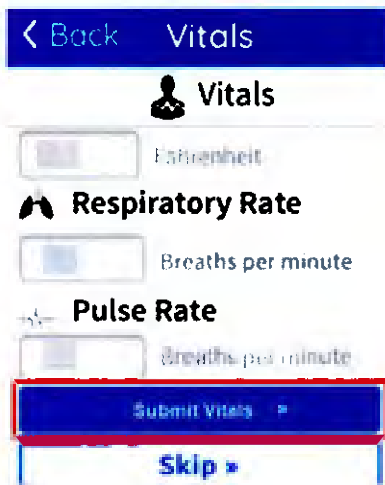 Back Vitals
Vitals
Fahrenheit
Respiratory Rate
Breaths per minute
Pulse Rate
Breaths per minute
Submit Vitals »
Skip »